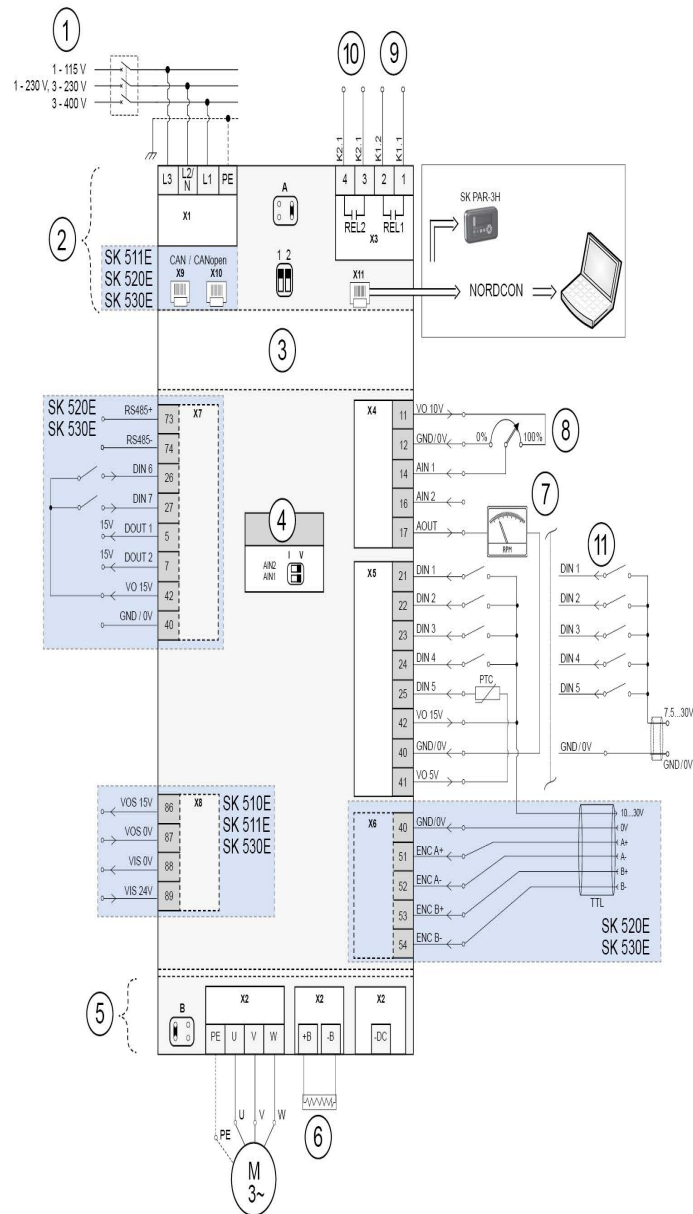 1
1 - 115 V
1 - 230 V, 3 - 230 V
3 - 400 V
10
9
K2.1
K2.1
K1.2
K1.1
2
L3
L2/
N
L1
PE
X1
A
4
3
2
1
REL2
REL1
X3
SK 511E
SK 520E
SK 530E
CAN / CANopen
X9
X10
1 2
X11
SK PAR-3H
NORDCON
3
SK 520E
SK 530E
X7
RS485+
73
RS485-
74
DIN 6
26
DIN 7
27
15V
DOUT 1
5
15V
DOUT 2
7
VO 15V
42
GND / 0V
40
4
I V
AIN2
AIN1
X4
11
VO 10V
12
GND/0V
14
AIN 1
16
AIN 2
17
AOUT
0%
100%
8
7
RPM
X5
21
DIN 1
22
DIN 2
23
DIN 3
24
DIN 4
25
DIN 5
PTC
42
VO 15V
40
GND/0V
41
VO 5V
11
DIN 1
DIN 2
DIN 3
DIN 4
DIN 5
7.5...30V
GND/0V
GND/0V
VOS 15V
86
VOS 0V
87
VIS 0V
88
VIS 24V
89
X8
SK 510E
SK 511E
SK 530E
X6
40
GND/0V
51
ENC A+
52
ENC A-
53
ENC B+
54
ENC B-
10...30V
0V
A+
A-
B+
B-
TTL
SK 520E
SK 530E
5
B
X2
PE
U
V
W
X2
+B
-B
X2
-DC
6
U
V
W
PE
M
3~